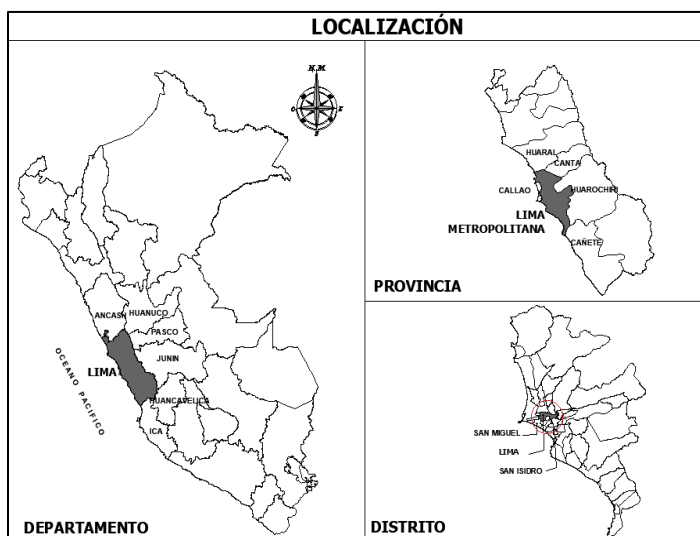 LOCALIZACIÓN
N.M
O
E
S
ANCASH
HUANUCO
PASCO
LIMA
JUNIN
HUANCAVELICA
ICA
OCEANO PACIFICO
DEPARTAMENTO
HUARAL
CANTA
CALLAO
HUAROCHIRI
LIMA
METROPOLITANA
CAÑETE
PROVINCIA
SAN MIGUEL
LIMA
SAN ISIDRO
DISTRITO